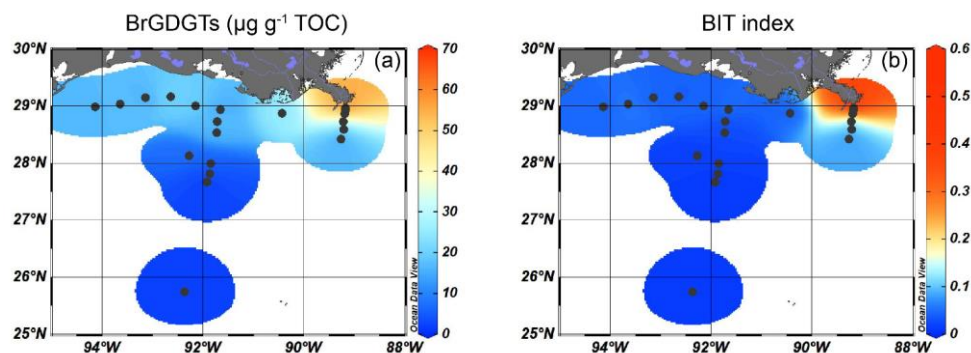 BrGDGTs (µg g⁻¹ TOC)
30°N
29°N
28°N
27°N
26°N
25°N
94°W
92°W
90°W
88°W
(a)
Ocean Data View
70
60
50
40
30
20
10
0
BIT index
30°N
29°N
28°N
27°N
26°N
25°N
94°W
92°W
90°W
88°W
(b)
Ocean Data View
0.6
0.5
0.4
0.3
0.2
0.1
0